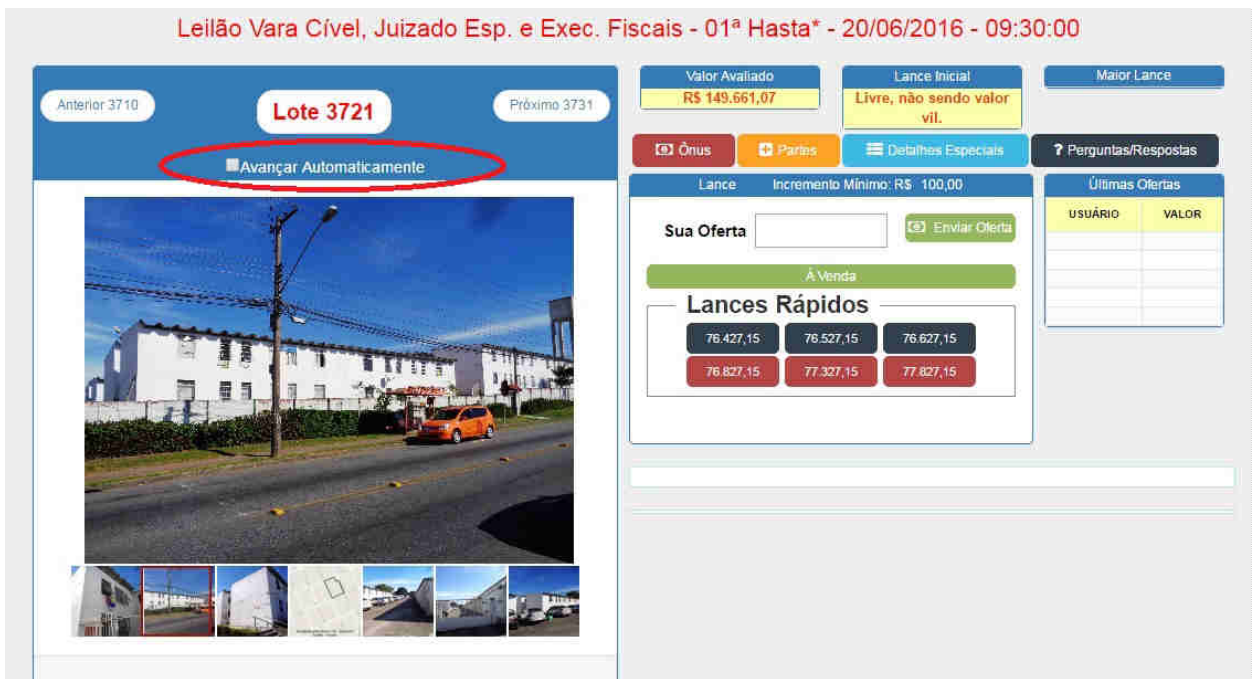 Leilão Vara Cível, Juizado Esp. e Exec. Fiscais - 01ª Hasta* - 20/06/2016 - 09:30:00
Anterior 3710
Lote 3721
Próximo 3731
Avançar Automaticamente
Valor Avaliado
R$ 149.661,07
Lance Inicial
Livre, não sendo valor
vil.
Maior Lance
Ônus
Partes
Detalhes Especiais
? Perguntas/Respostas
Lance Incremento Mínimo: R$ 100,00
Sua Oferta
Enviar Oferta
À Venda
Lances Rápidos
76.427,15 76.527,15 76.627,15
76.827,15 77.327,15 77.827,15
Últimas Ofertas
USUÁRIO VALOR